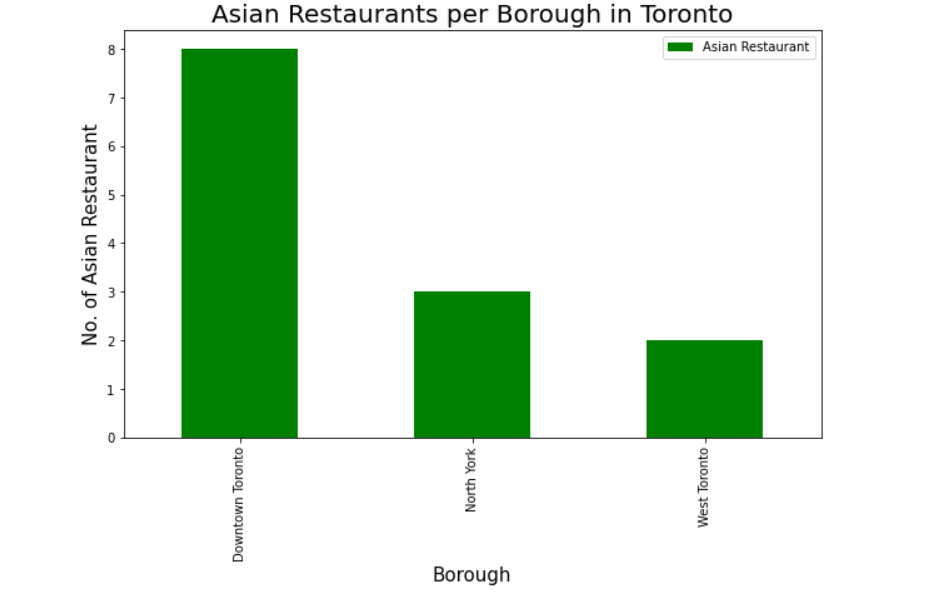 Asian Restaurants per Borough in Toronto
Asian Restaurant
No. of Asian Restaurant
8
7
6
5
4
3
2
1
0
Downtown Toronto
North York
West Toronto
Borough